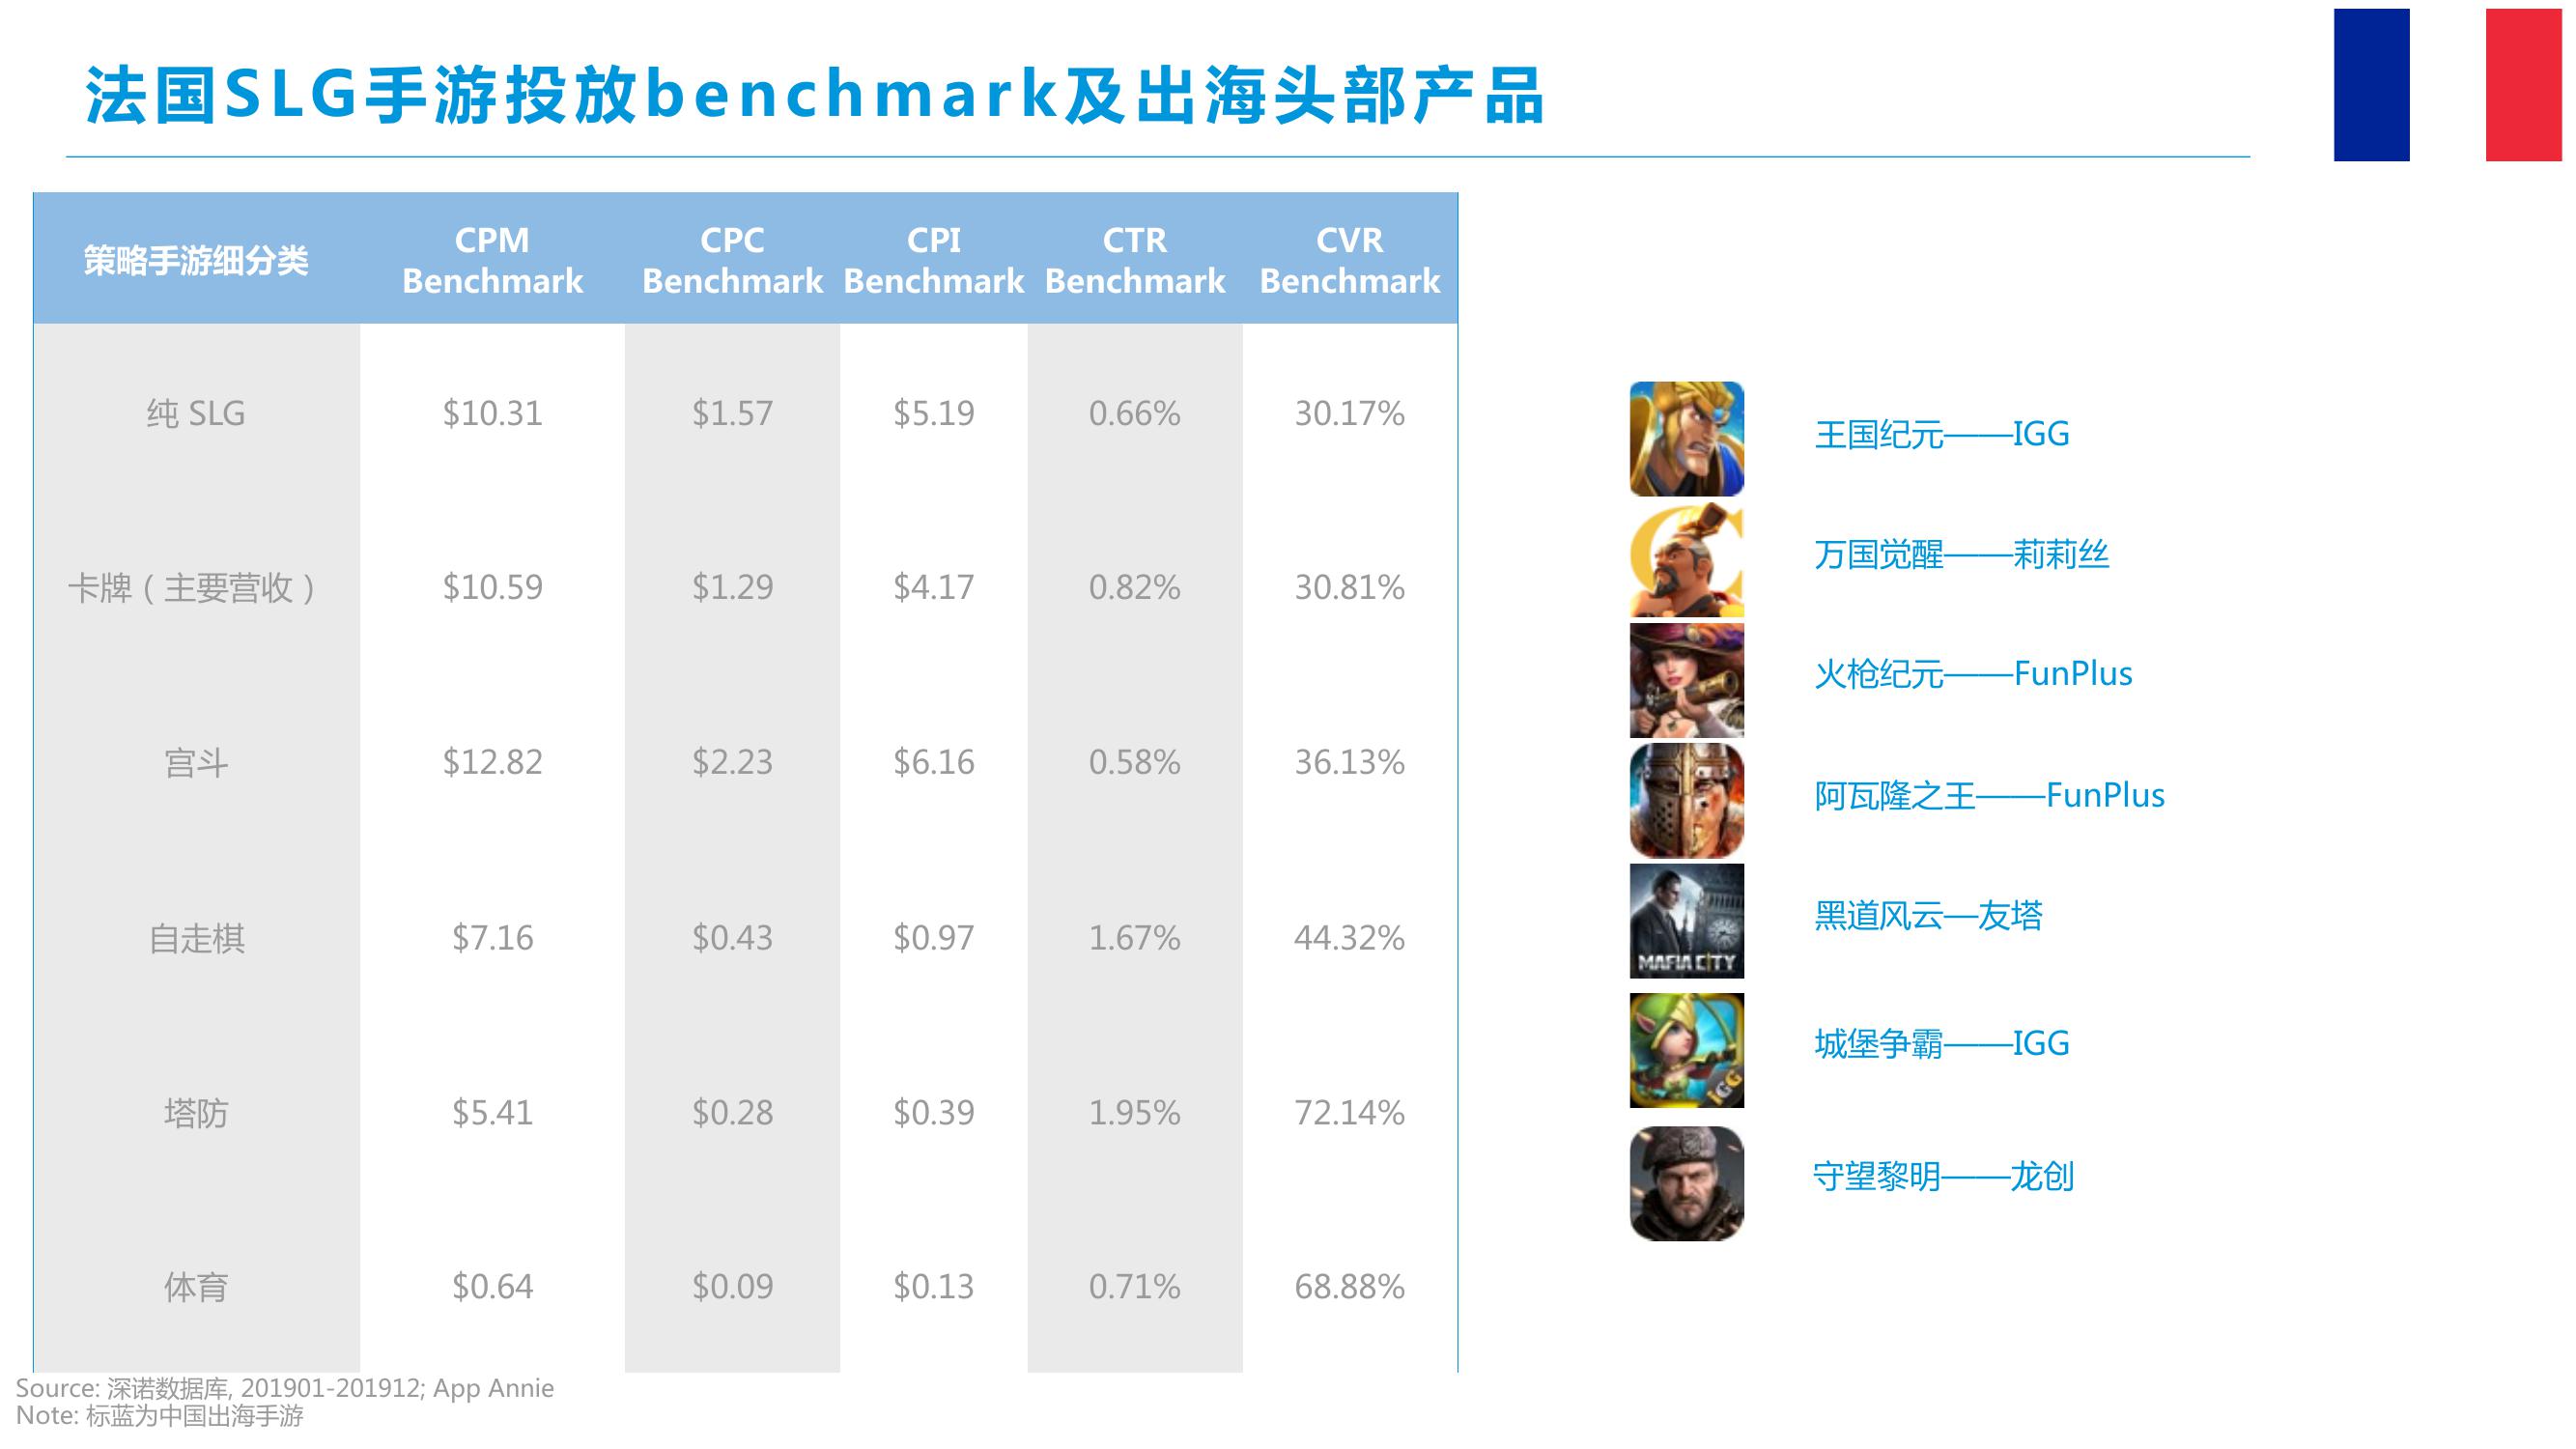 法国SLG手游投放benchmark及出海头部产品
策略手游细分类 CPM Benchmark CPC Benchmark CPI Benchmark CTR Benchmark CVR Benchmark
纯 SLG $10.31 $1.57 $5.19 0.66% 30.17%
卡牌（主要营收） $10.59 $1.29 $4.17 0.82% 30.81%
宫斗 $12.82 $2.23 $6.16 0.58% 36.13%
自走棋 $7.16 $0.43 $0.97 1.67% 44.32%
塔防 $5.41 $0.28 $0.39 1.95% 72.14%
体育 $0.64 $0.09 $0.13 0.71% 68.88%
王国纪元——IGG
万国觉醒——莉莉丝
火枪纪元——FunPlus
阿瓦隆之王——FunPlus
MAFIA CITY
黑道风云—友塔
IGG
城堡争霸——IGG
守望黎明——龙创
Source: 深诺数据库, 201901-201912; App Annie
Note: 标蓝为中国出海手游